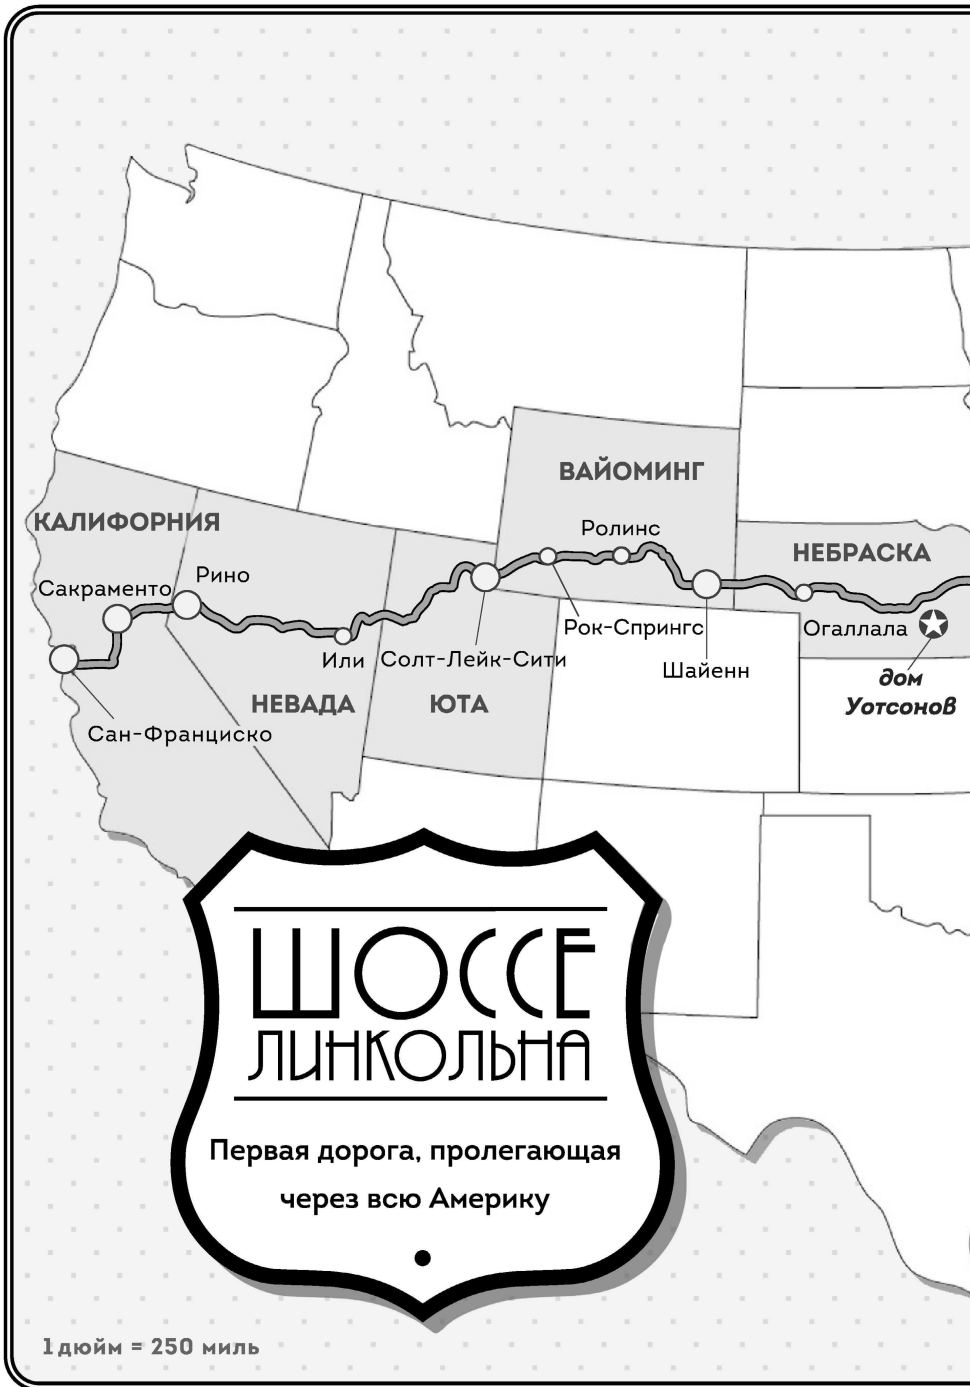 ВАЙОМИНГ
КАЛИФОРНИЯ
Ролинс
НЕБРАСКА
Сакраменто
Рино
Рок-Спрингс
Огаллала
Или
Солт-Лейк-Сити
Шайенн
дом
Уотсонов
НЕВАДА
ЮТА
Сан-Франциско
ШОССЕ
ЛИНКОЛЬНА
Первая дорога, пролегающая
через всю Америку
1 дюйм = 250 миль